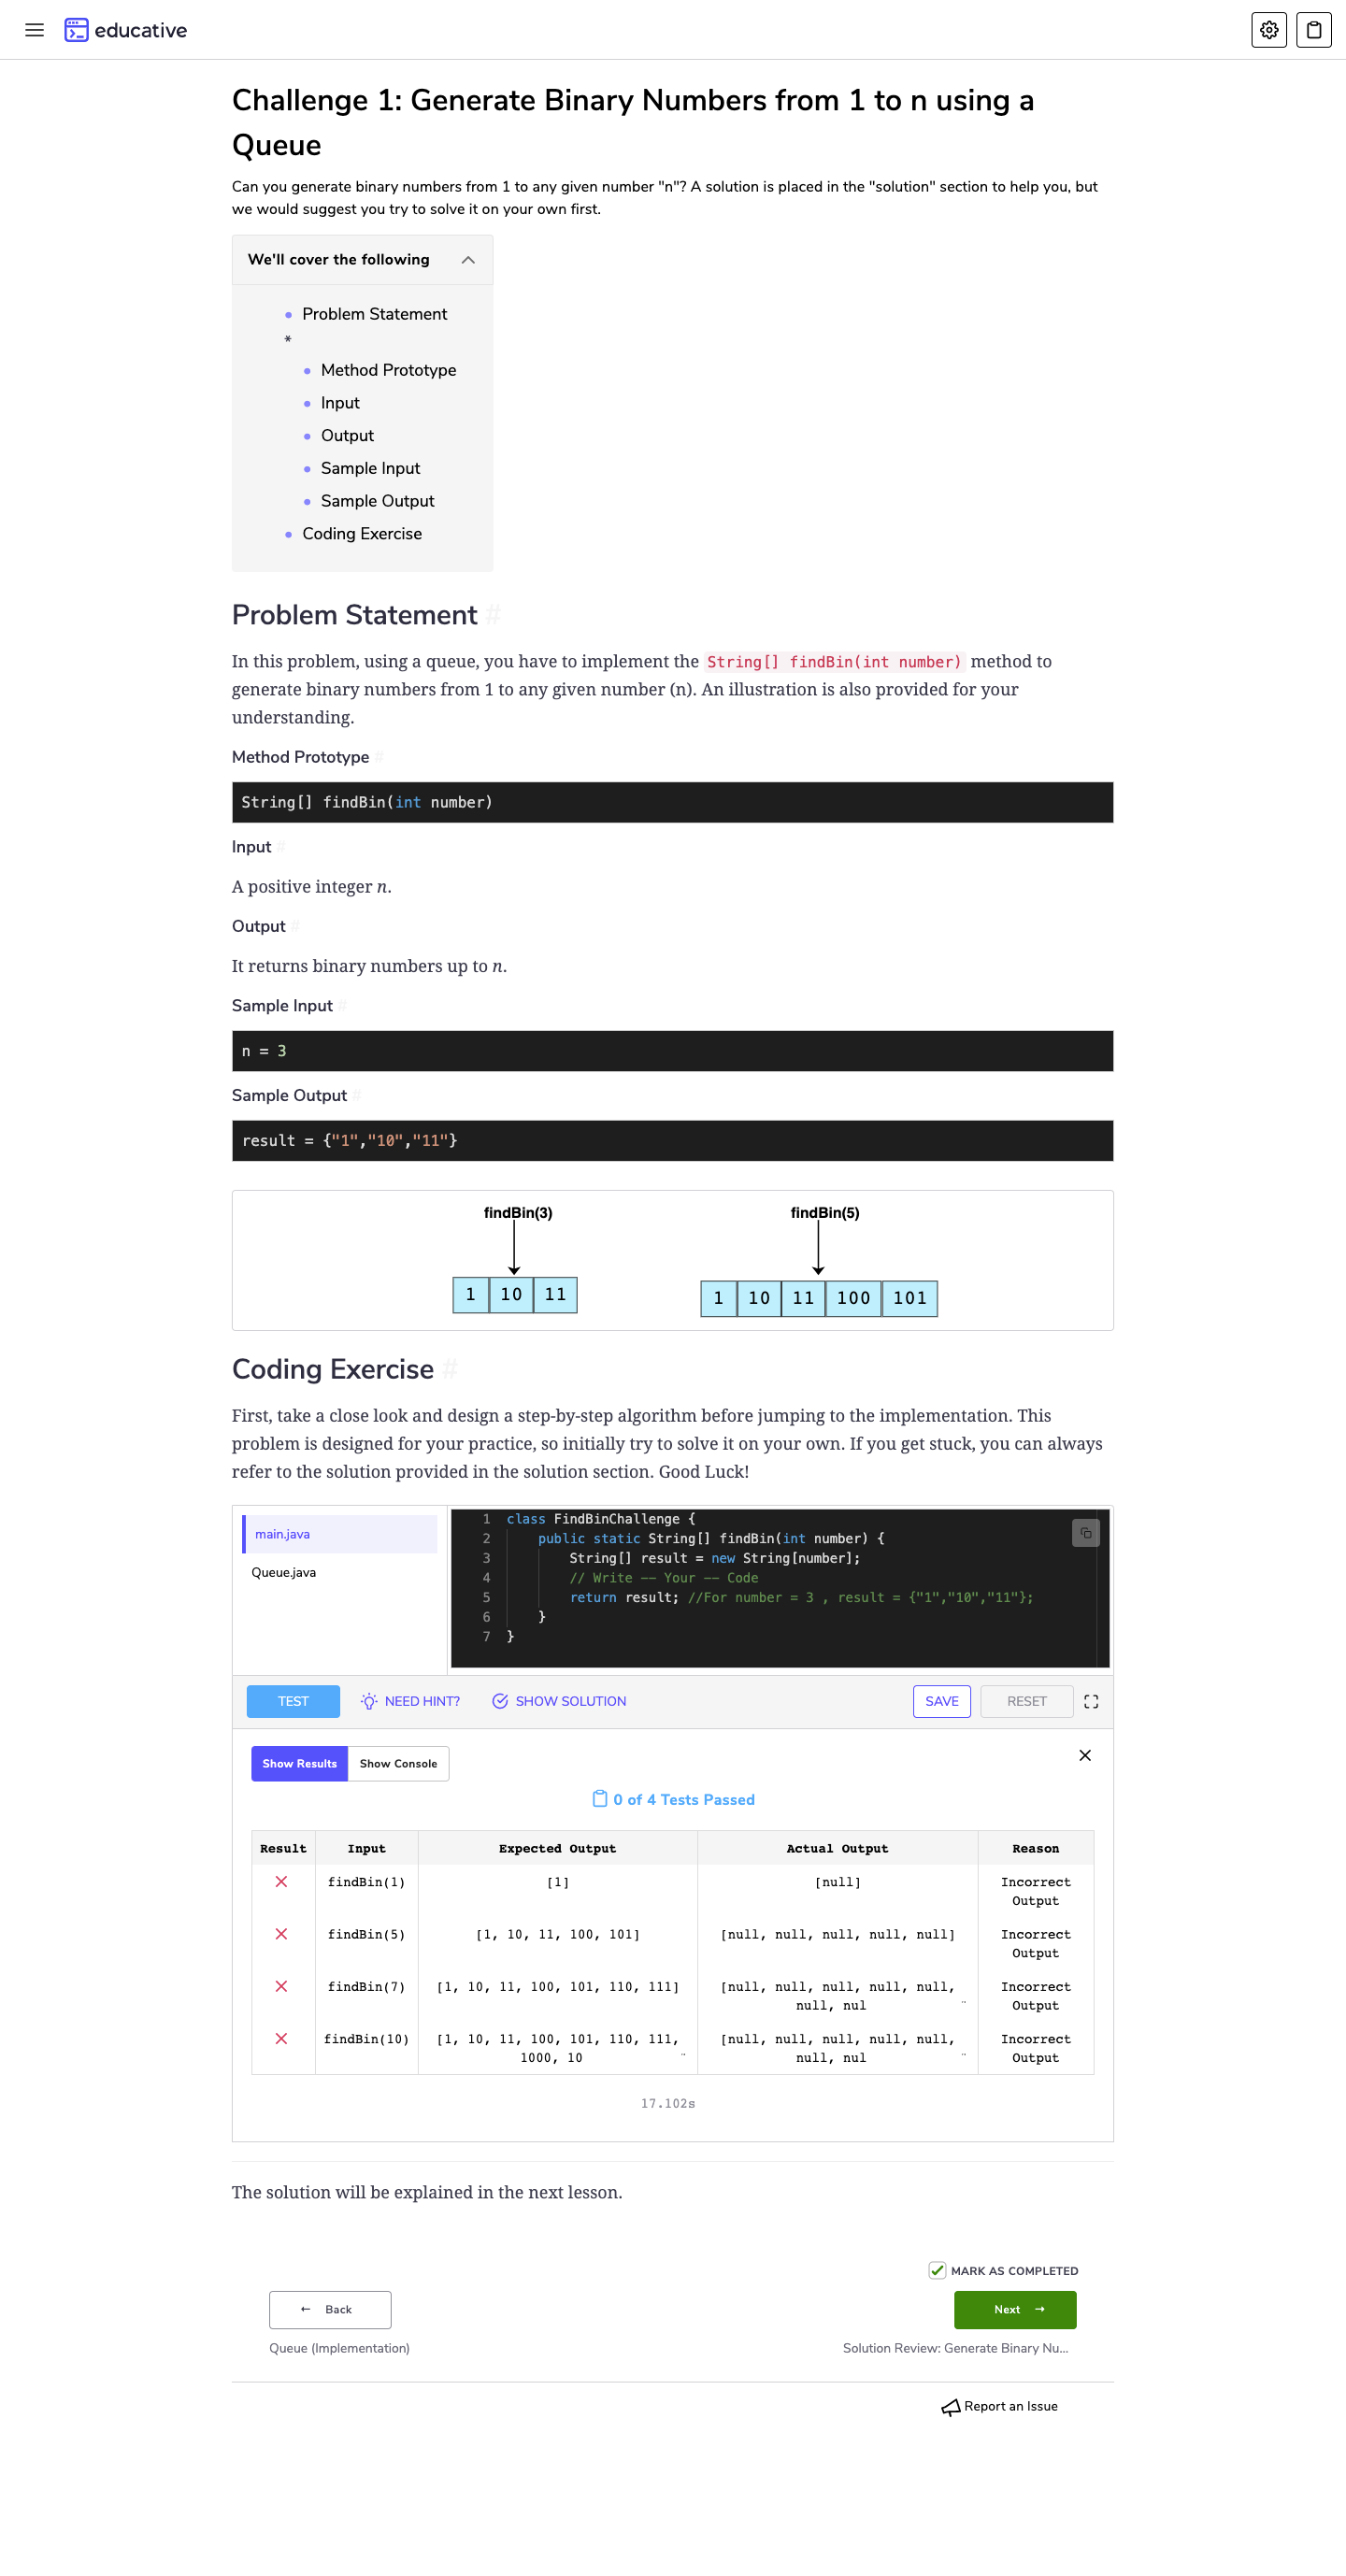 educative
Challenge 1: Generate Binary Numbers from 1 to n using a
Queue
Can you generate binary numbers from 1 to any given number "n"? A solution is placed in the "solution" section to help you, but
we would suggest you try to solve it on your own first.
We'll cover the following
Problem Statement
*
Method Prototype
Input
Output
Sample Input
Sample Output
Coding Exercise
Problem Statement #
In this problem, using a queue, you have to implement the String[] findBin(int number) method to
generate binary numbers from 1 to any given number (n). An illustration is also provided for your
understanding.
Method Prototype #
String[] findBin(int number)
Input #
A positive integer n.
Output #
It returns binary numbers up to n.
Sample Input #
n = 3
Sample Output #
result = {"1","10","11"}
findBin(3) findBin(5)
1 10 11 1 10 11 100 101
Coding Exercise #
First, take a close look and design a step-by-step algorithm before jumping to the implementation. This
problem is designed for your practice, so initially try to solve it on your own. If you get stuck, you can always
refer to the solution provided in the solution section. Good Luck!
main.java
Queue.java
1 class FindBinChallenge {
2 public static String[] findBin(int number) {
3 String[] result = new String[number];
4 // Write -- Your -- Code
5 return result; //For number = 3 , result = {"1","10","11"};
6 }
7 }
TEST NEED HINT? SHOW SOLUTION SAVE RESET
Show Results Show Console
0 of 4 Tests Passed
Result Input Expected Output Actual Output Reason
findBin(1) [1] [null] Incorrect
Output
findBin(5) [1, 10, 11, 100, 101] [null, null, null, null, null] Incorrect
Output
findBin(7) [1, 10, 11, 100, 101, 110, 111] [null, null, null, null, null, Incorrect
null, nul Output
findBin(10) [1, 10, 11, 100, 101, 110, 111, [null, null, null, null, null, Incorrect
1000, 10 null, nul Output
17.102s
The solution will be explained in the next lesson.
MARK AS COMPLETED
← Back Next →
Queue (Implementation) Solution Review: Generate Binary Nu...
Report an Issue